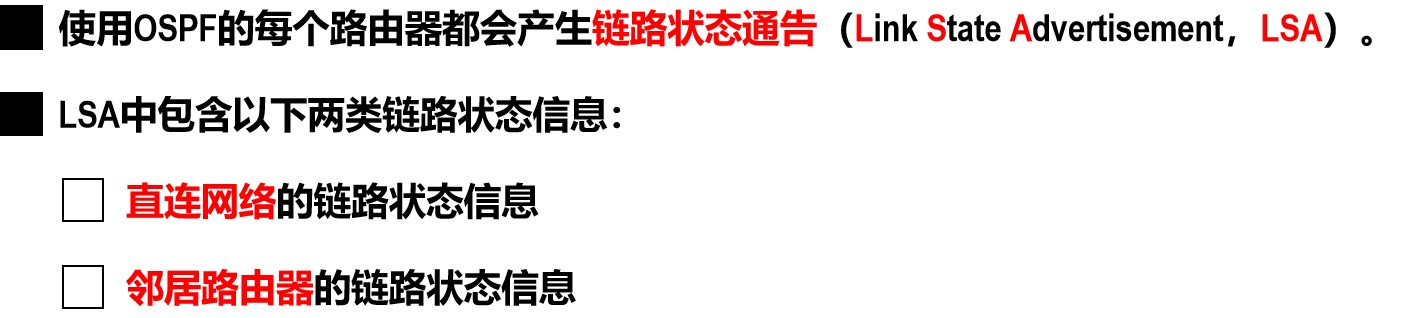 使用OSPF的每个路由器都会产生链路状态通告（Link State Advertisement，LSA）。
LSA中包含以下两类链路状态信息：
直连网络的链路状态信息
邻居路由器的链路状态信息